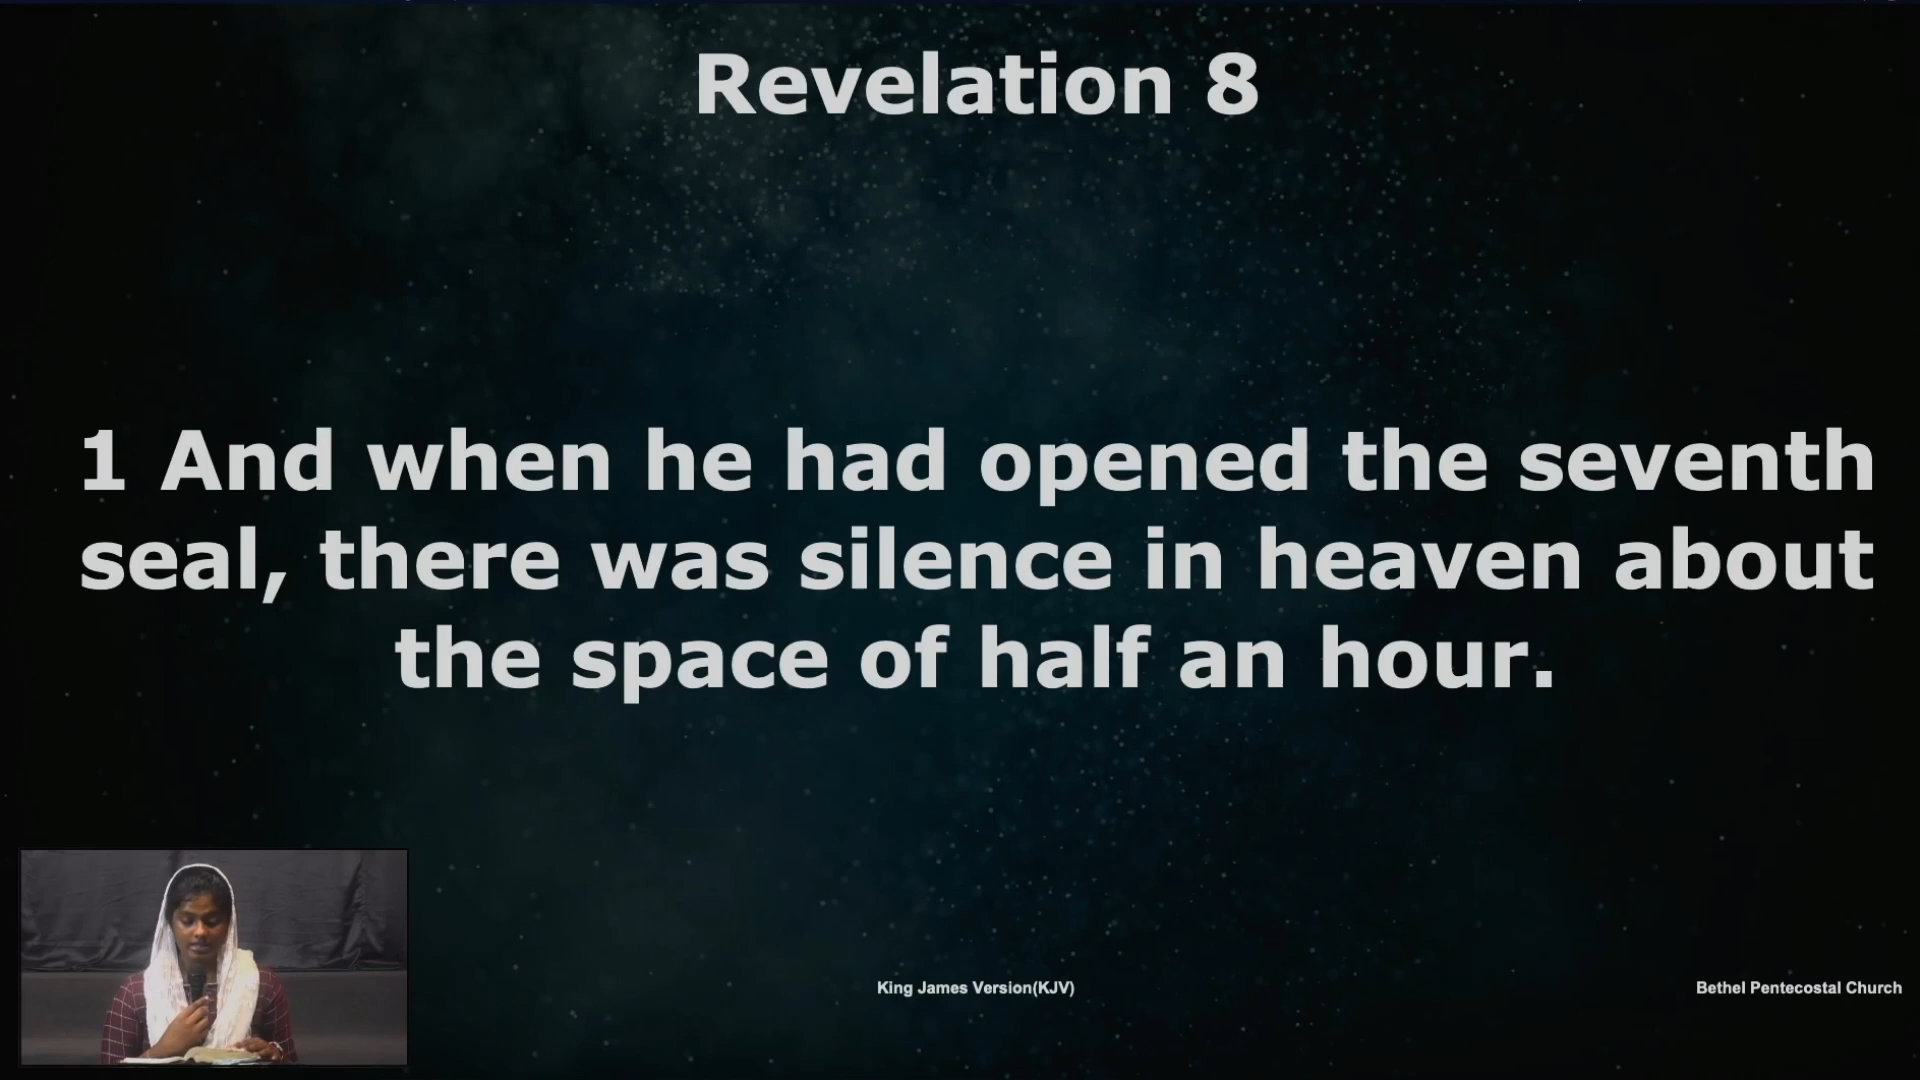 Revelation 8
1 And when he had opened the seventh
seal, there was silence in heaven about
the space of half an hour.
King James Version(KJV)
Bethel Pentecostal Church